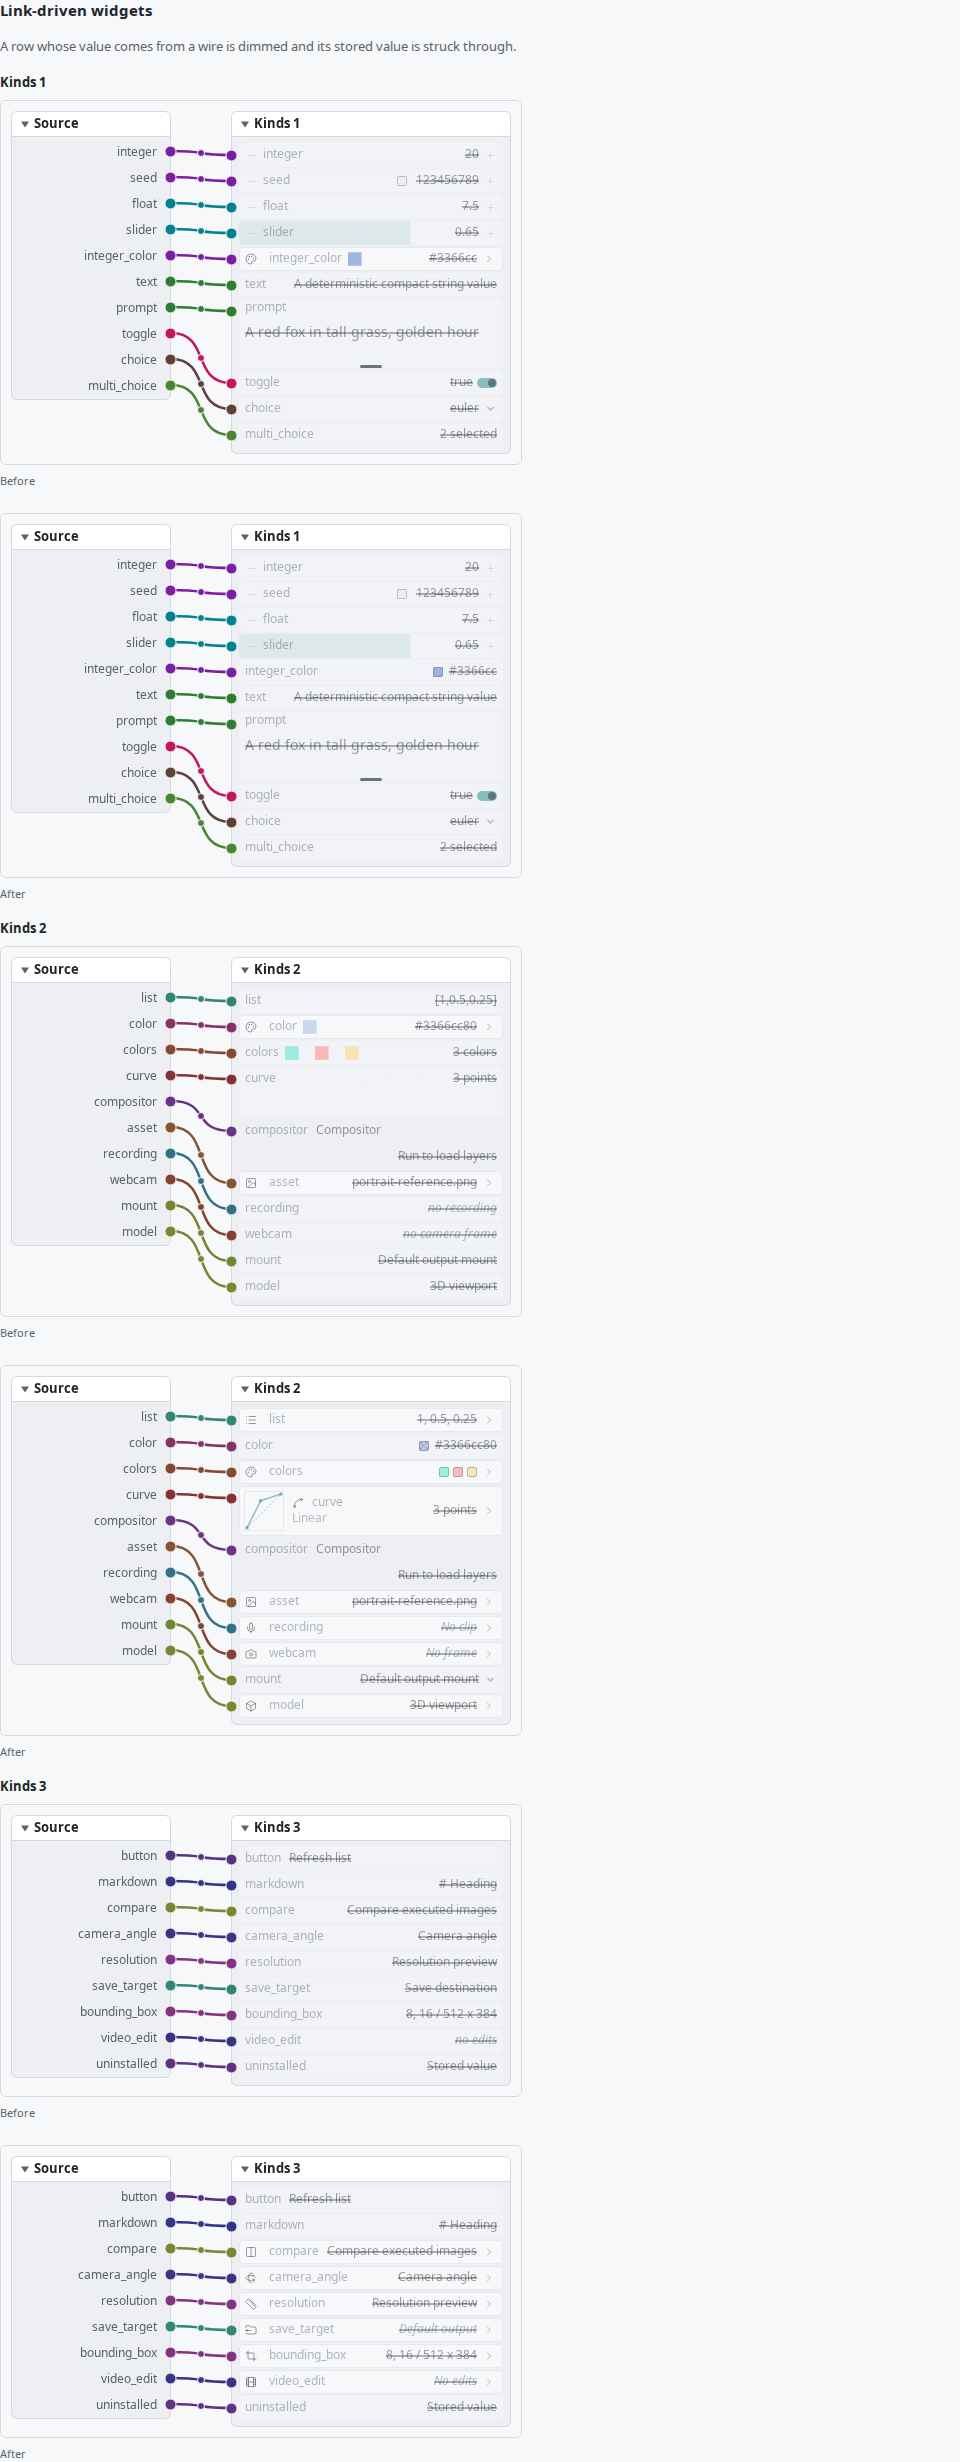 Link-driven widgets
A row whose value comes from a wire is dimmed and its stored value is struck through.
Kinds 1
Source
Kinds 1
integer
integer 20
seed
seed 123456789
float
float 7.5
slider
slider 0.65
integer_color
integer_color #3366cc
text
text A deterministic compact string value
prompt
prompt
A red fox in tall grass, golden hour
toggle
toggle true
choice
choice euler
multi_choice
multi_choice 2 selected
Before
Source
Kinds 1
integer
integer 20
seed
seed 123456789
float
float 7.5
slider
slider 0.65
integer_color
integer_color #3366cc
text
text A deterministic compact string value
prompt
prompt
A red fox in tall grass, golden hour
toggle
toggle true
choice
choice euler
multi_choice
multi_choice 2 selected
After
Kinds 2
Source
Kinds 2
list
list [1,0.5,0.25]
color
color #3366cc80
colors
colors 3 colors
curve
curve 3 points
compositor
compositor Compositor
Run to load layers
asset
asset portrait-reference.png
recording
recording no recording
webcam
webcam no camera frame
mount
mount Default output mount
model
model 3D viewport
Before
Source
Kinds 2
list
list 1, 0.5, 0.25
color
color #3366cc80
colors
colors
curve
curve 3 points
Linear
compositor
compositor Compositor
Run to load layers
asset
asset portrait-reference.png
recording
recording No clip
webcam
webcam No frame
mount
mount Default output mount
model
model 3D viewport
After
Kinds 3
Source
Kinds 3
button
button Refresh list
markdown
markdown # Heading
compare
compare Compare executed images
camera_angle
camera_angle Camera angle
resolution
resolution Resolution preview
save_target
save_target Save destination
bounding_box
bounding_box 8, 16 / 512 x 384
video_edit
video_edit no edits
uninstalled
uninstalled Stored value
Before
Source
Kinds 3
button
button Refresh list
markdown
markdown # Heading
compare
compare Compare executed images
camera_angle
camera_angle Camera angle
resolution
resolution Resolution preview
save_target
save_target Default output
bounding_box
bounding_box 8, 16 / 512 x 384
video_edit
video_edit No edits
uninstalled
uninstalled Stored value
After